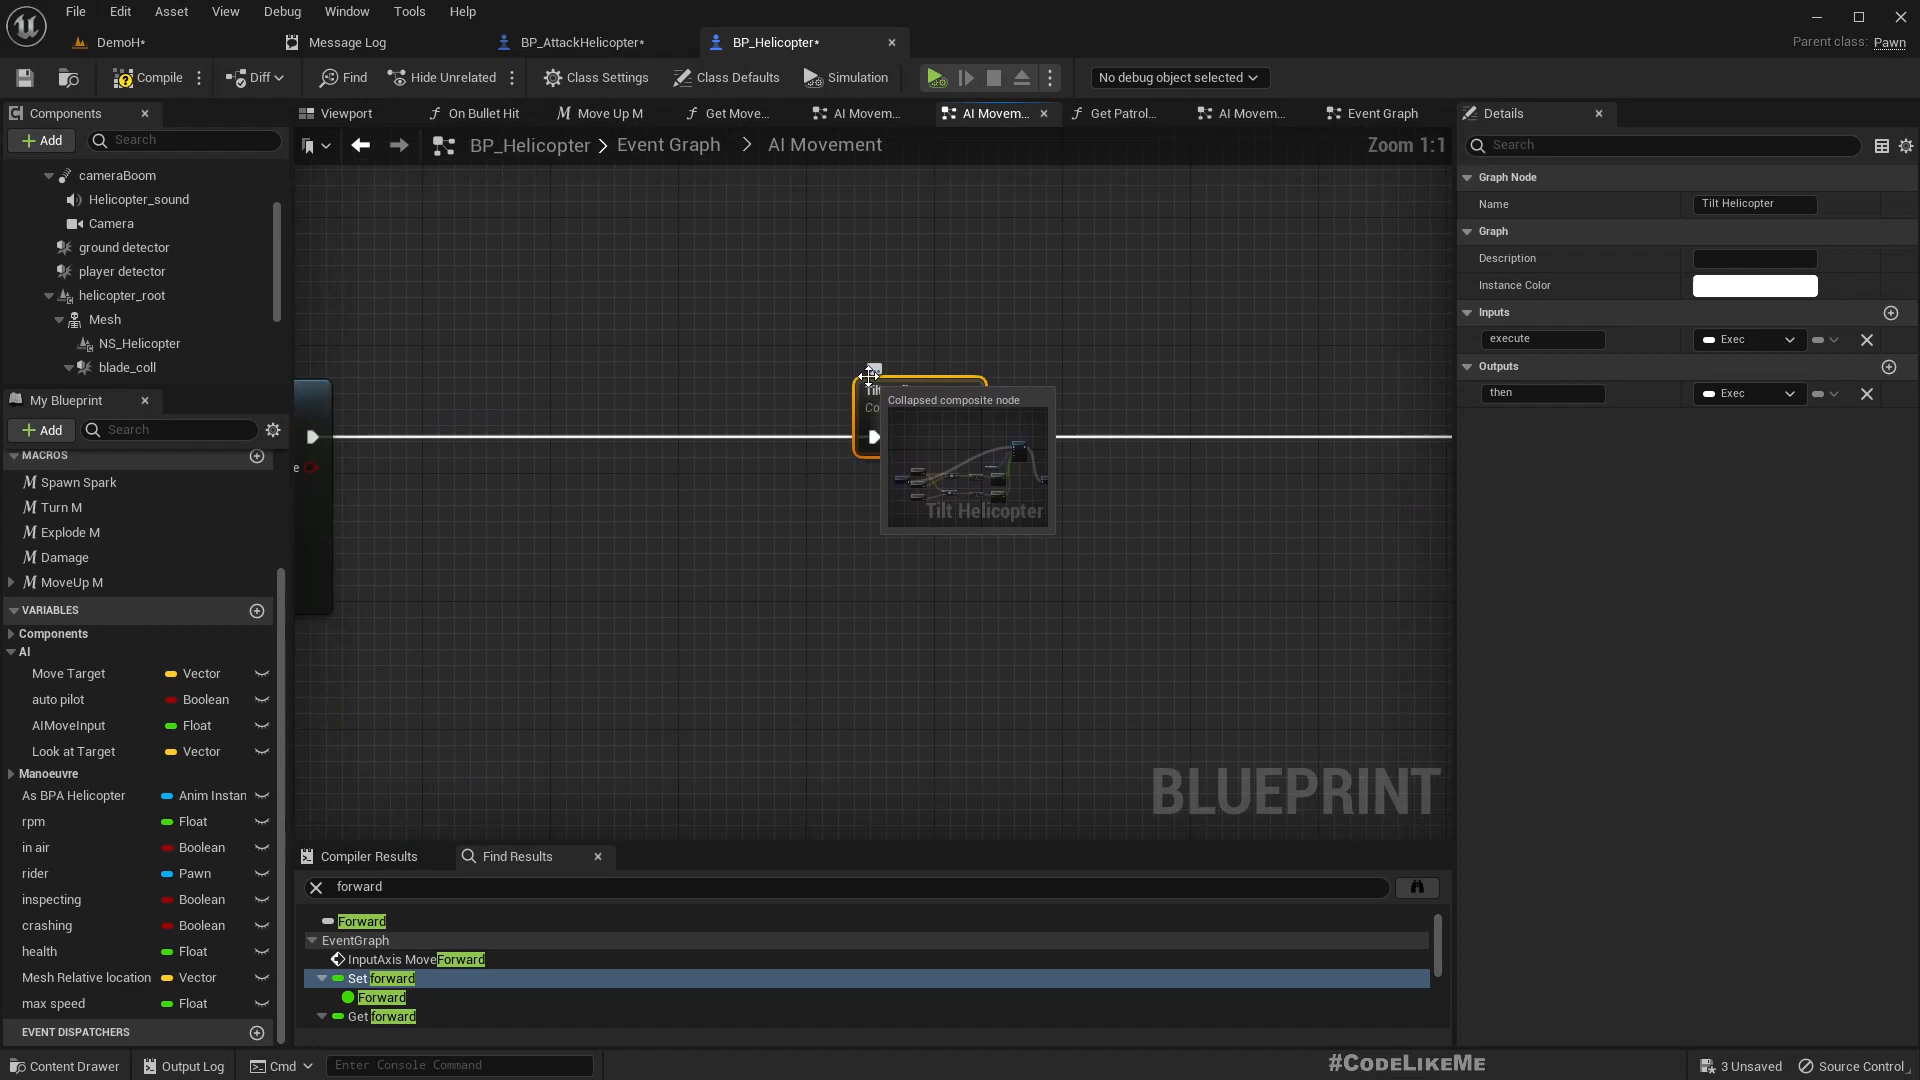 File Edit Asset View Debug Window Tools Help
DemoH* Message Log BP_AttackHelicopter* BP_Helicopter* Parent class: Pawn
Compile Diff Find Hide Unrelated Class Settings Class Defaults Simulation No debug object selected
Components
Add Search
cameraBoom
Helicopter_sound
Camera
ground detector
player detector
helicopter_root
Mesh
NS_Helicopter
blade_coll
My Blueprint
Add Search
MACROS
Spawn Spark
Turn M
Explode M
Damage
MoveUp M
VARIABLES
Components
AI
Move Target Vector
auto pilot Boolean
AIMoveInput Float
Look at Target Vector
Manoeuvre
As BPA Helicopter Anim Instan
rpm Float
in air Boolean
rider Pawn
inspecting Boolean
crashing Boolean
health Float
Mesh Relative location Vector
max speed Float
EVENT DISPATCHERS
Viewport On Bullet Hit Move Up M Get Move... AI Movem... AI Movem... Get Patrol... AI Movem... Event Graph
BP_Helicopter > Event Graph > AI Movement Zoom 1:1
e
Collapsed composite node
Tilt Helicopter
BLUEPRINT
Compiler Results Find Results
forward
Forward
EventGraph
InputAxis MoveForward
Set forward
Forward
Get forward
Details
Search
Graph Node
Name Tilt Helicopter
Graph
Description
Instance Color
Inputs
execute Exec
Outputs
then Exec
Content Drawer Output Log Cmd Enter Console Command #CODELIKEME 3 Unsaved Source Control